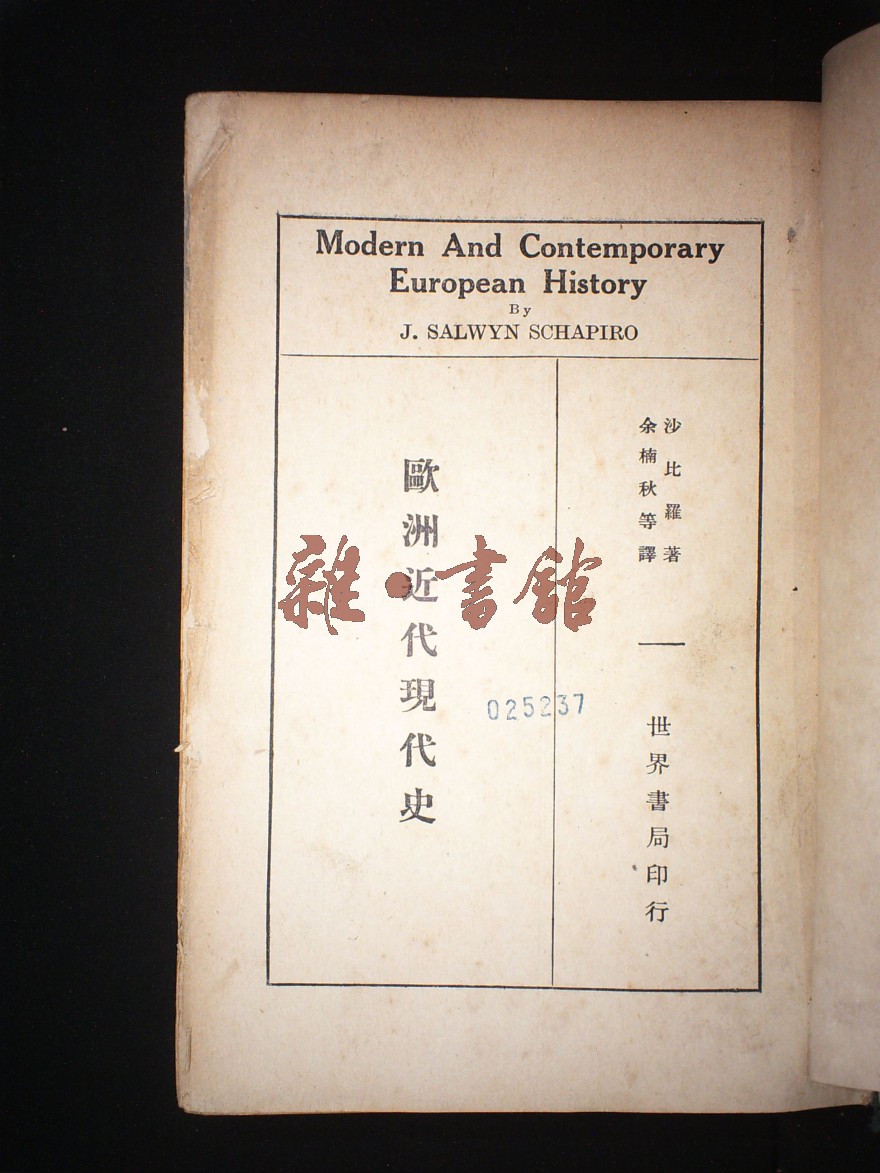 Modern And Contemporary
European History
By
J. SALWYN SCHAPIRO
沙比羅著
余楠秋等譯
世界書局印行
歐洲近代現代史
雜·書館
025237